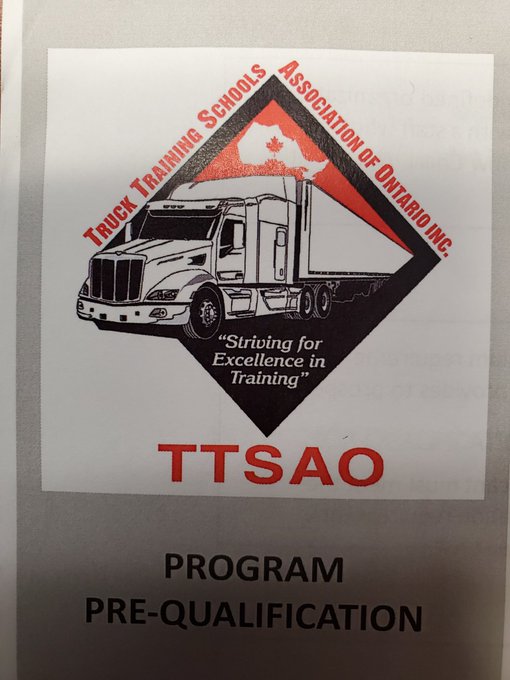 TRUCK TRAINING SCHOOLS
ASSOCIATION OF ONTARIO INC.
"Striving for
Excellence in
Training"
TTSAO
PROGRAM
PRE-QUALIFICATION